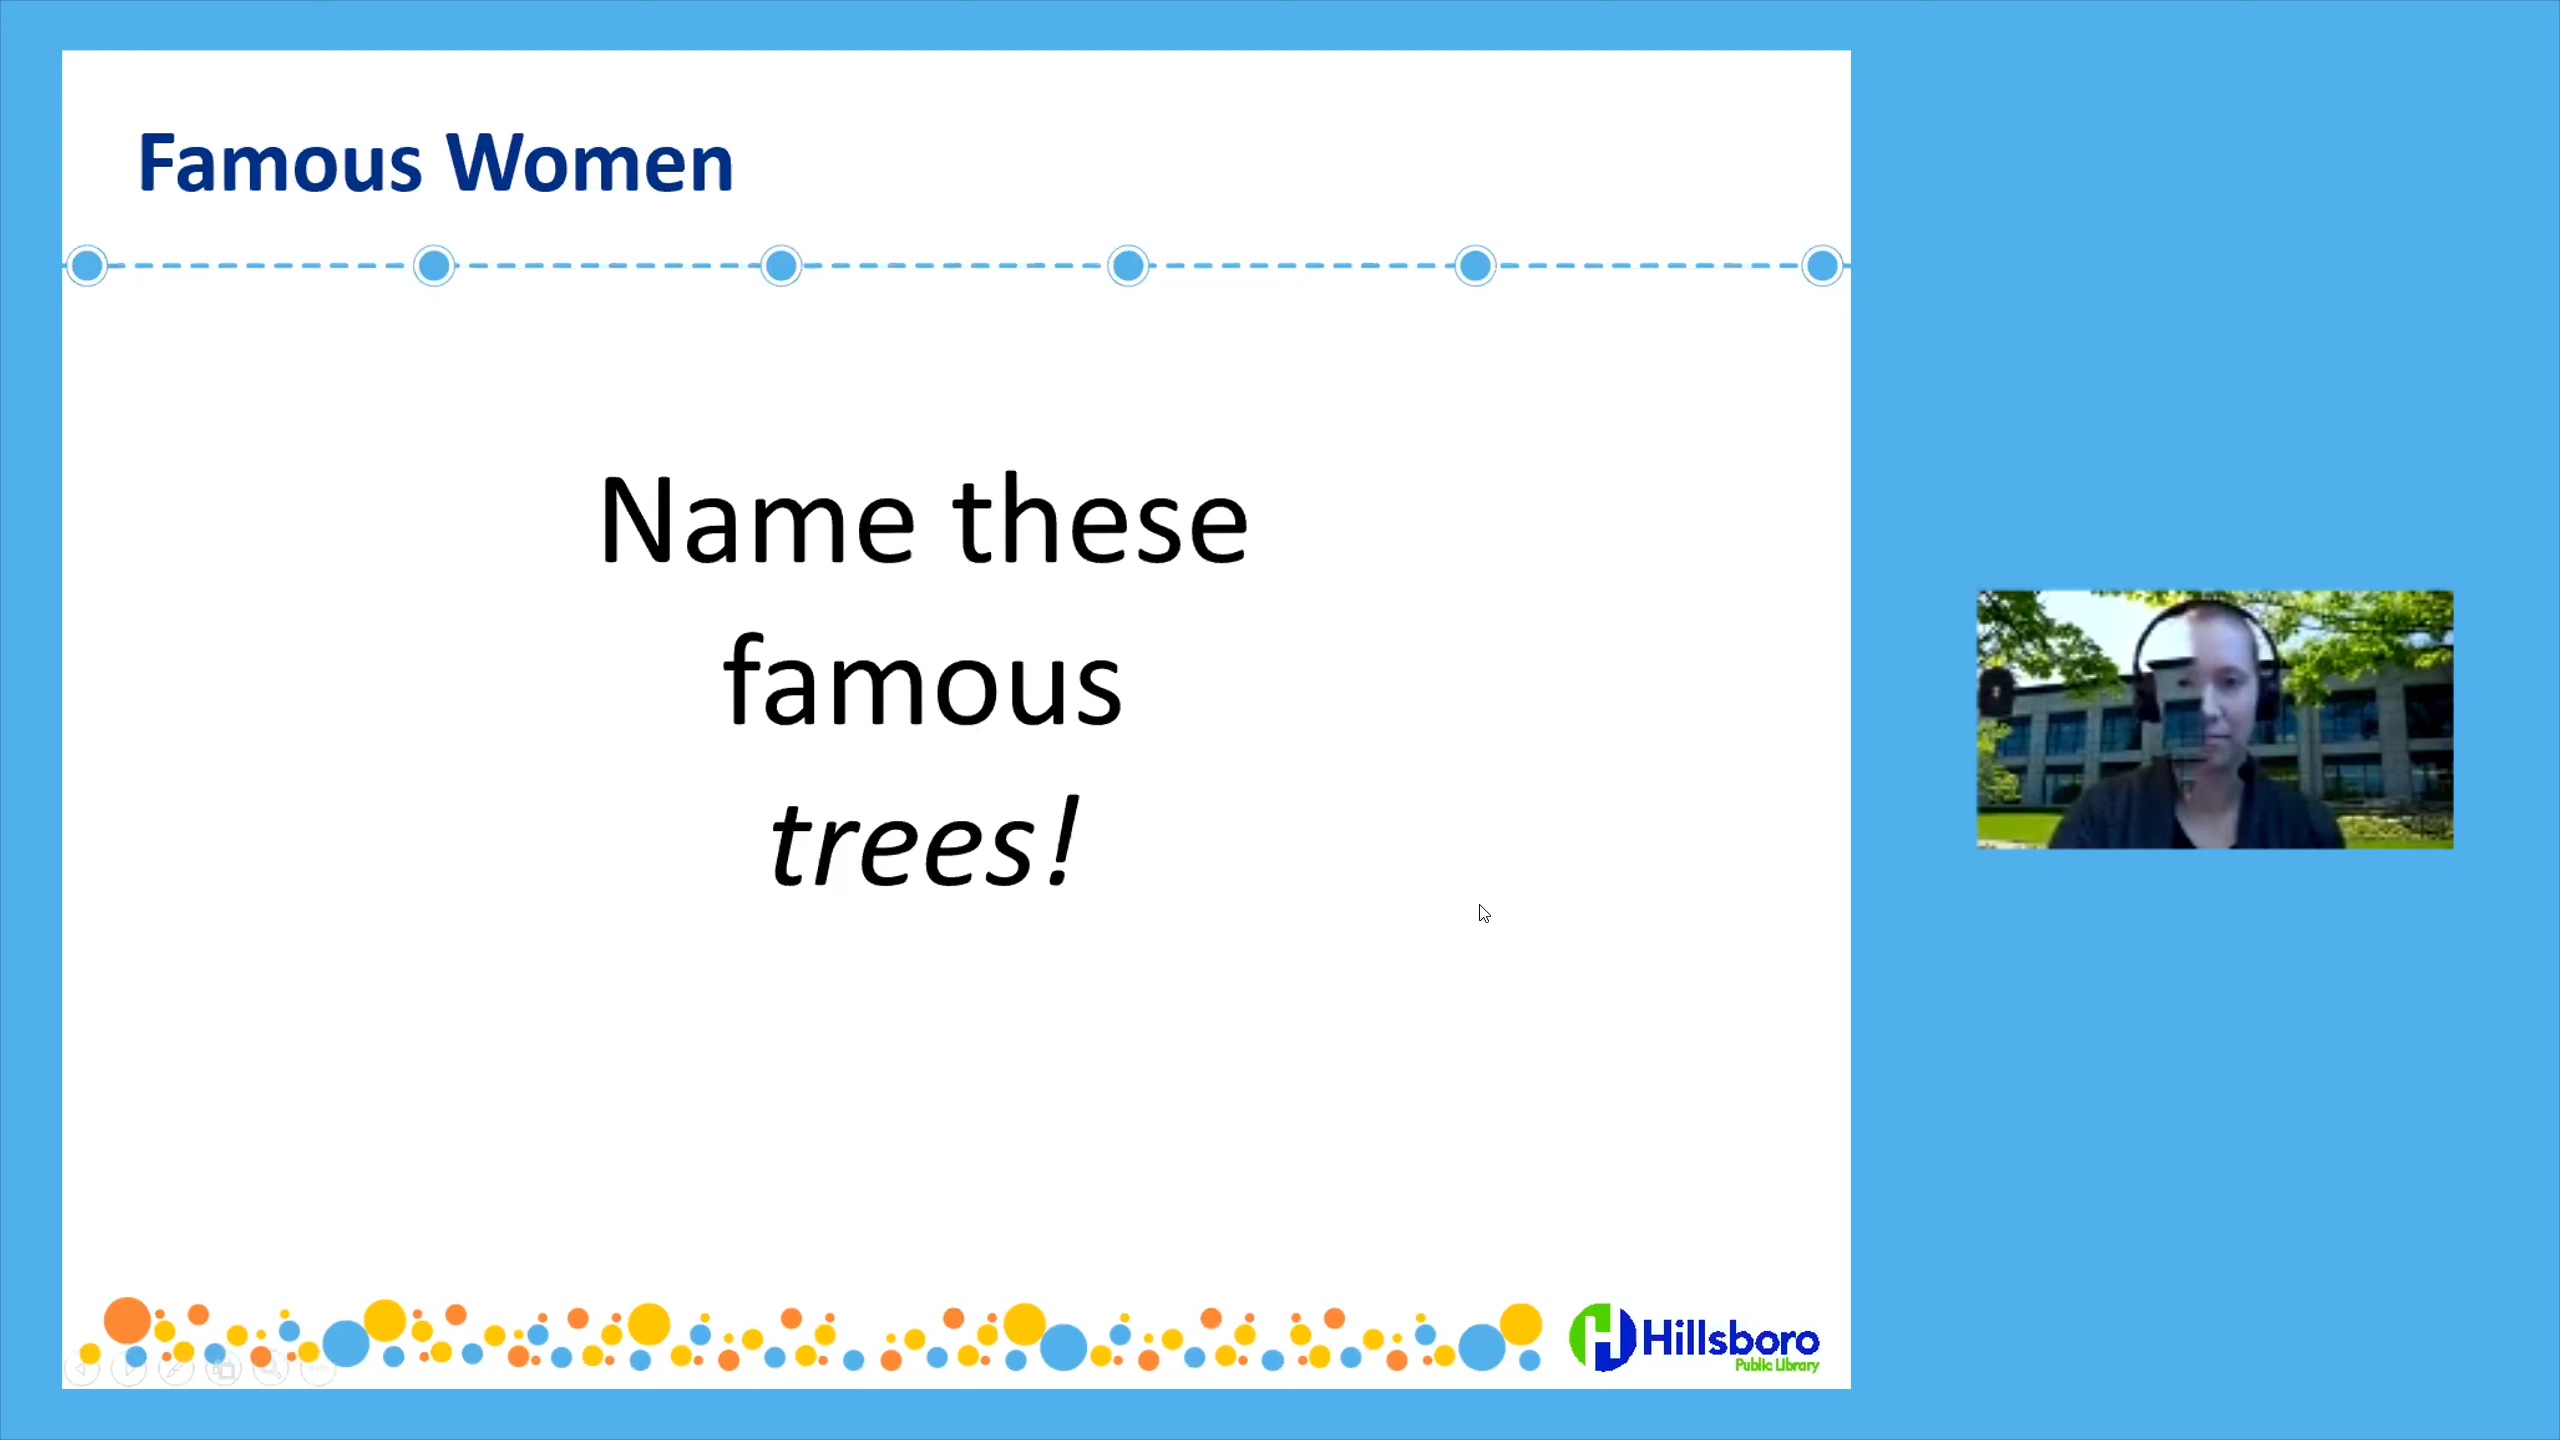 Famous Women
Name these
famous
trees!
Hillsboro
Public Library